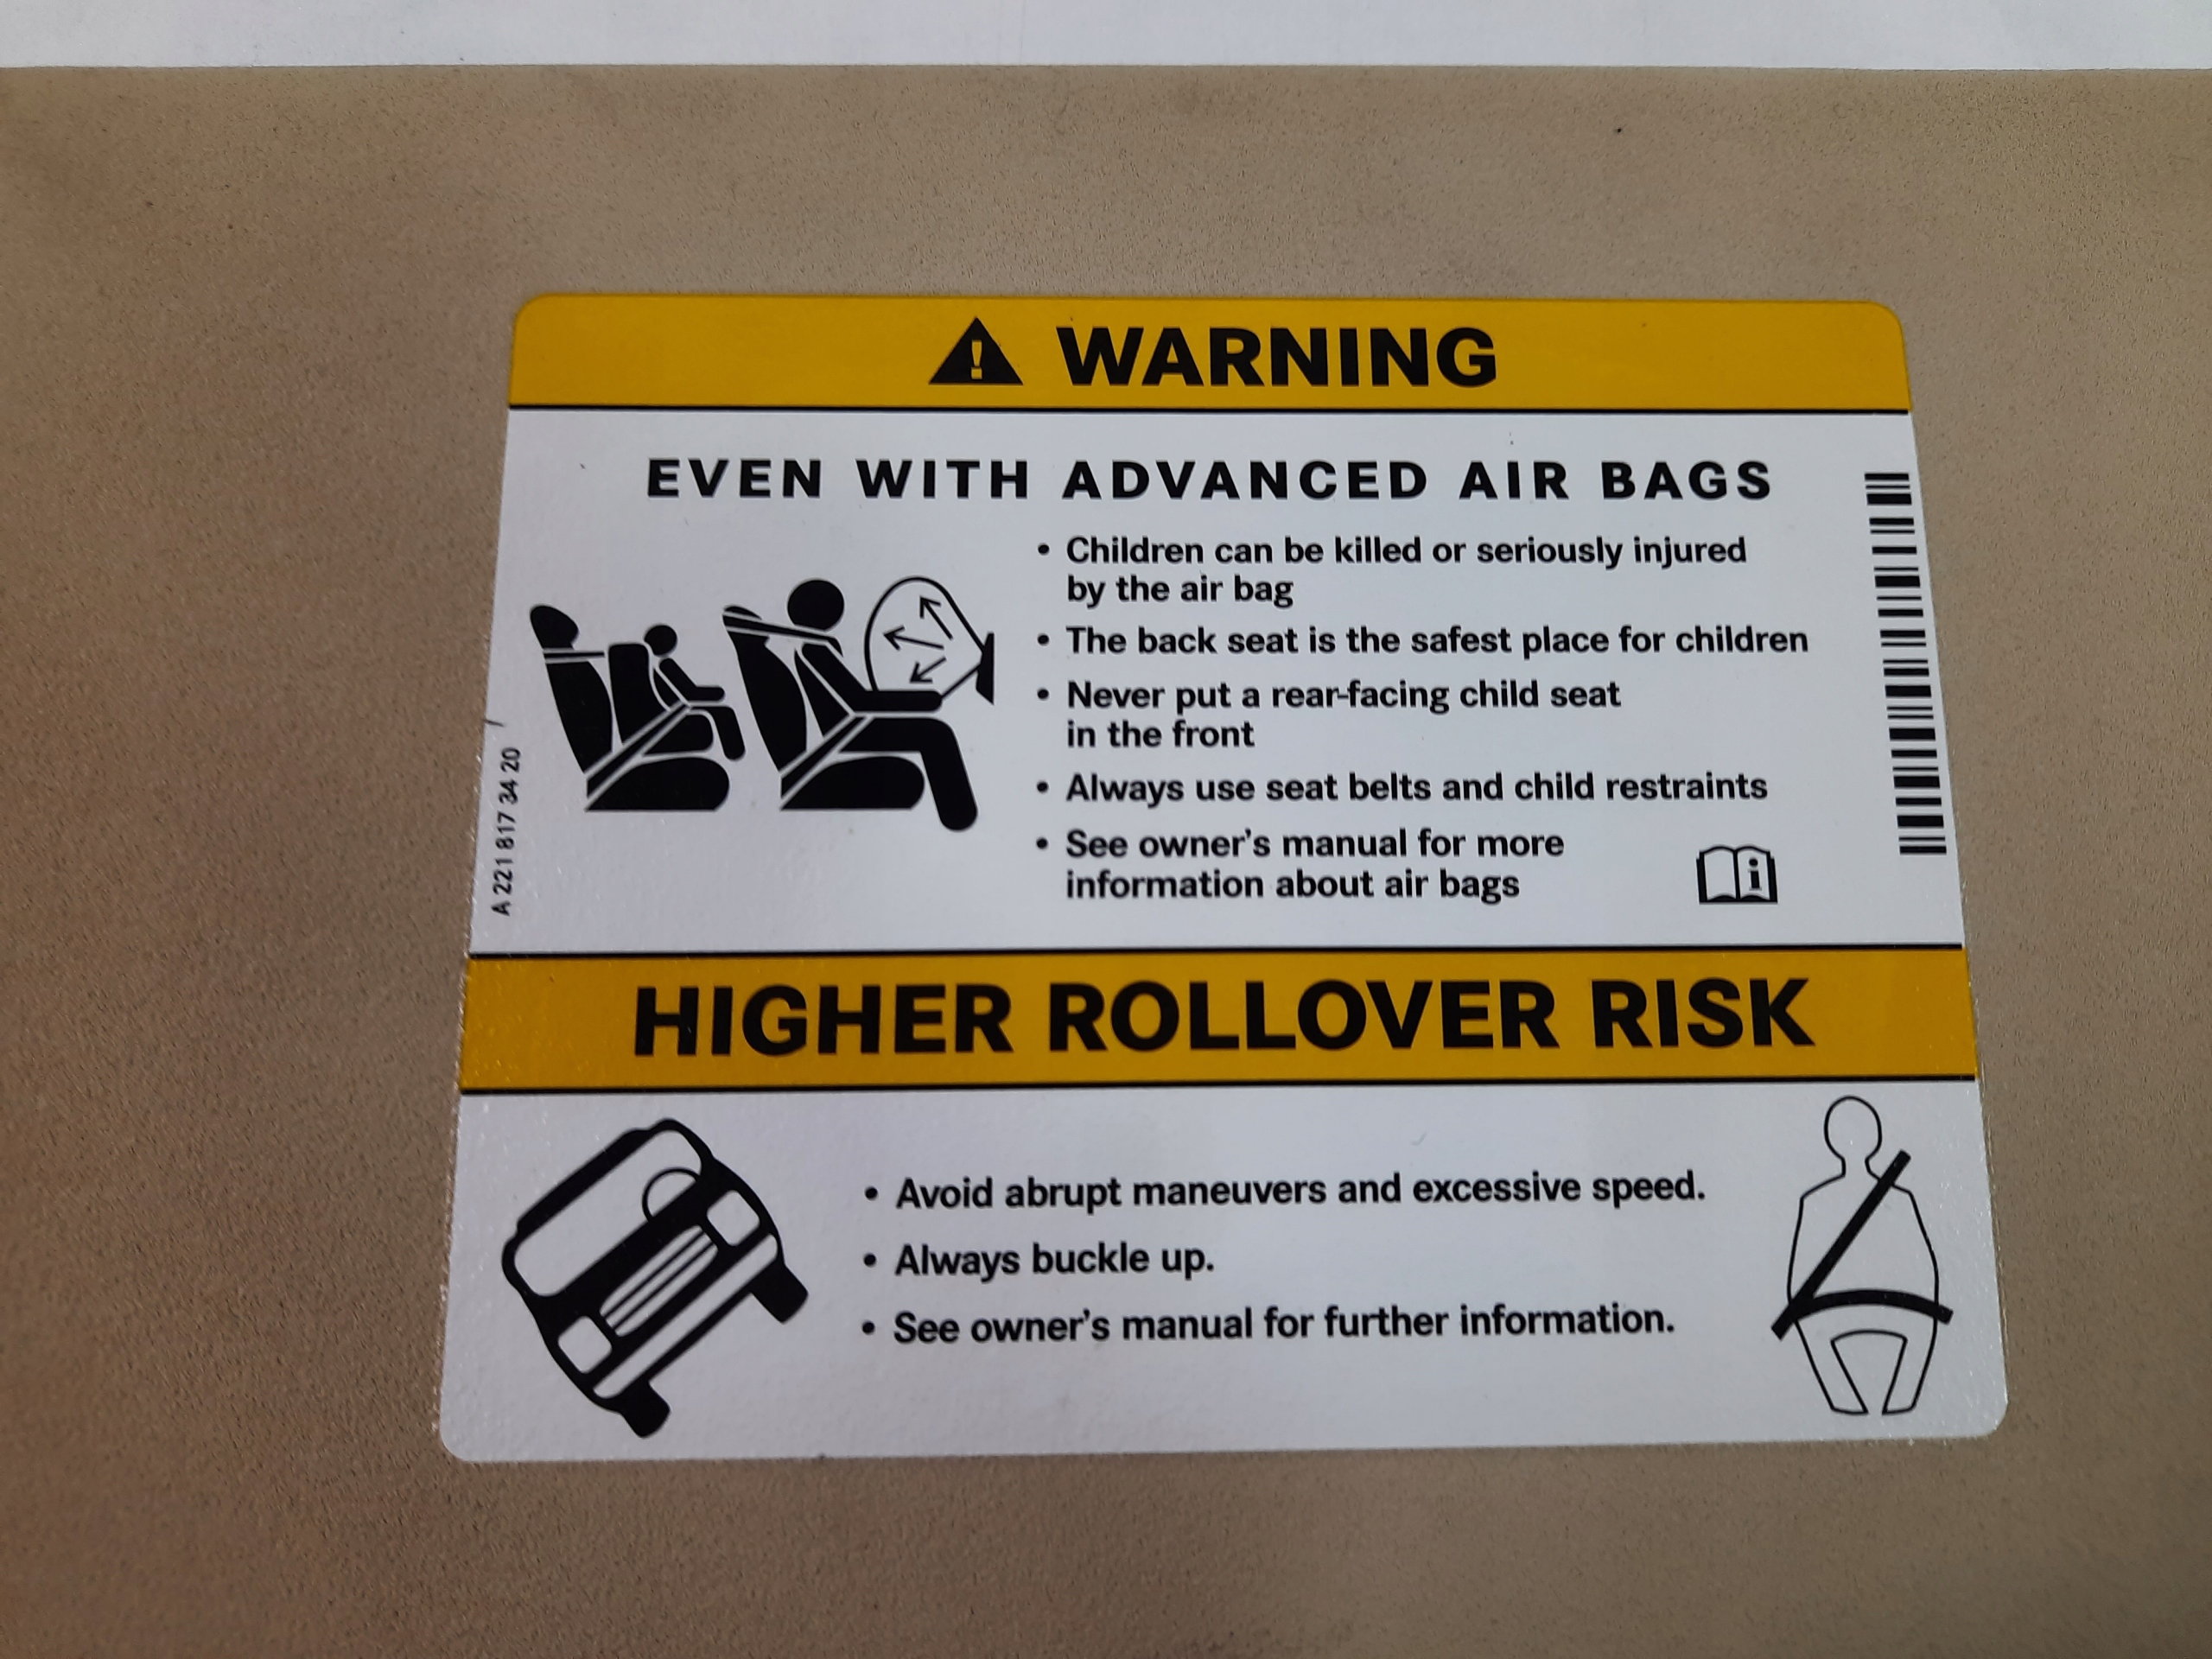 WARNING
EVEN WITH ADVANCED AIR BAGS
• Children can be killed or seriously injured
by the air bag
• The back seat is the safest place for children
• Never put a rear-facing child seat
in the front
• Always use seat belts and child restraints
• See owner's manual for more
information about air bags
A 221 817 34 20
HIGHER ROLLOVER RISK
• Avoid abrupt maneuvers and excessive speed.
• Always buckle up.
• See owner's manual for further information.